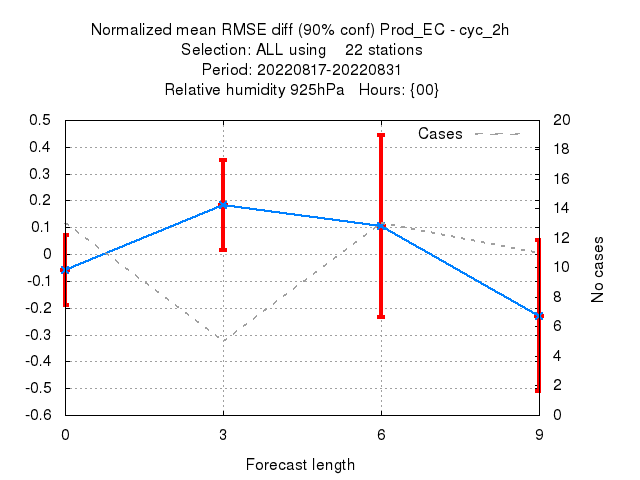 Normalized mean RMSE diff (90% conf) Prod_EC - cyc_2h
Selection: ALL using 22 stations
Period: 20220817-20220831
Relative humidity 925hPa Hours: {00}
Cases
0.5
0.4
0.3
0.2
0.1
0
-0.1
-0.2
-0.3
-0.4
-0.5
-0.6
20
18
16
14
12
10
8
6
4
2
0
No cases
0 3 6 9
Forecast length